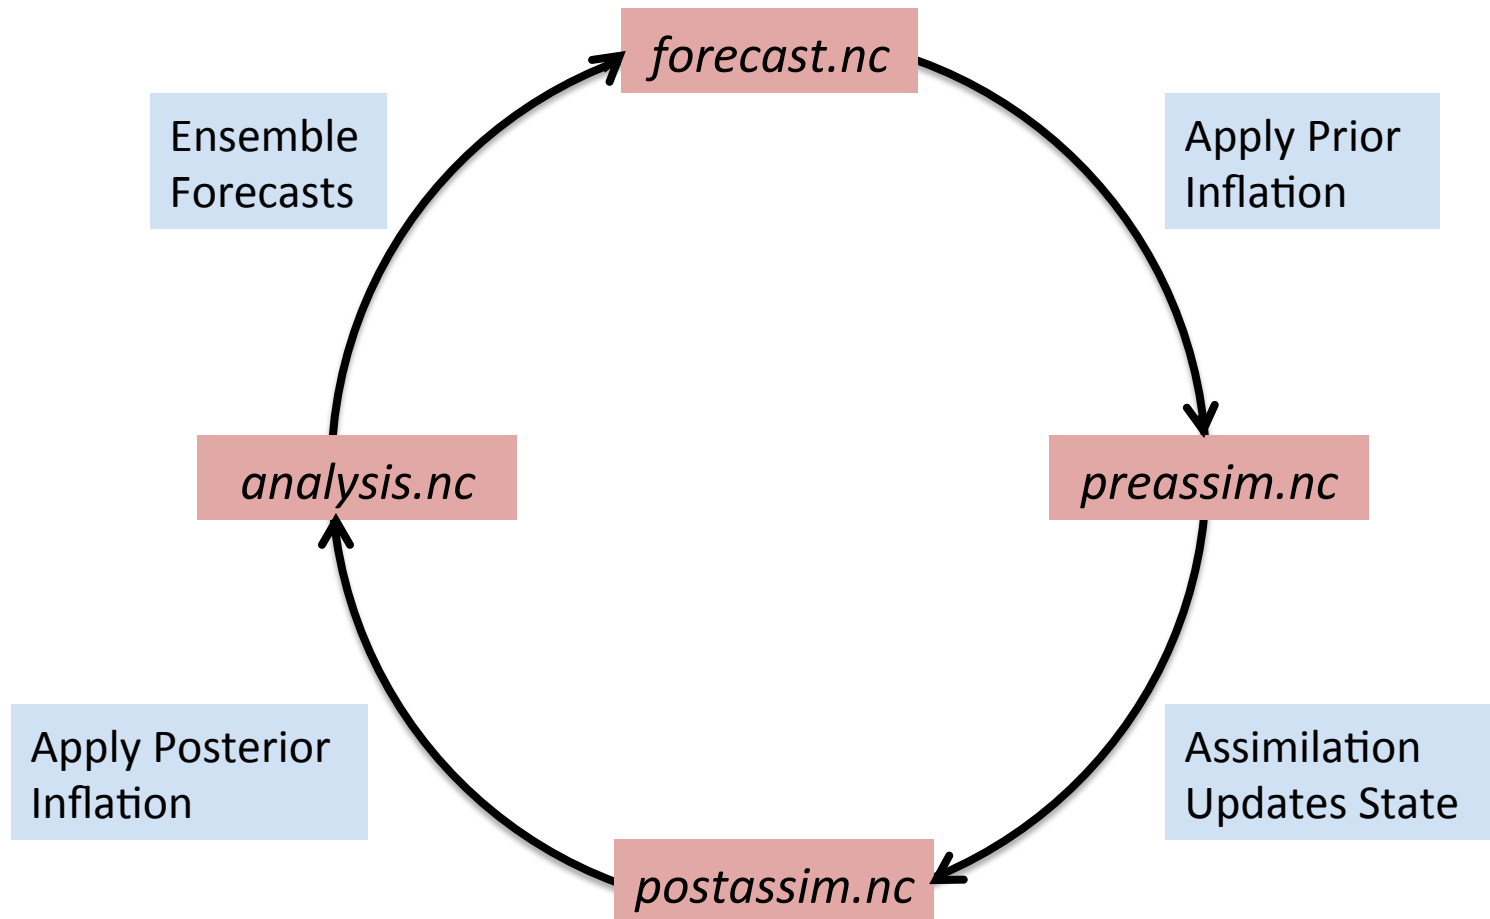 forecast.nc
Ensemble
Forecasts
Apply Prior
Inflation
analysis.nc
preassim.nc
Apply Posterior
Inflation
Assimilation
Updates State
postassim.nc